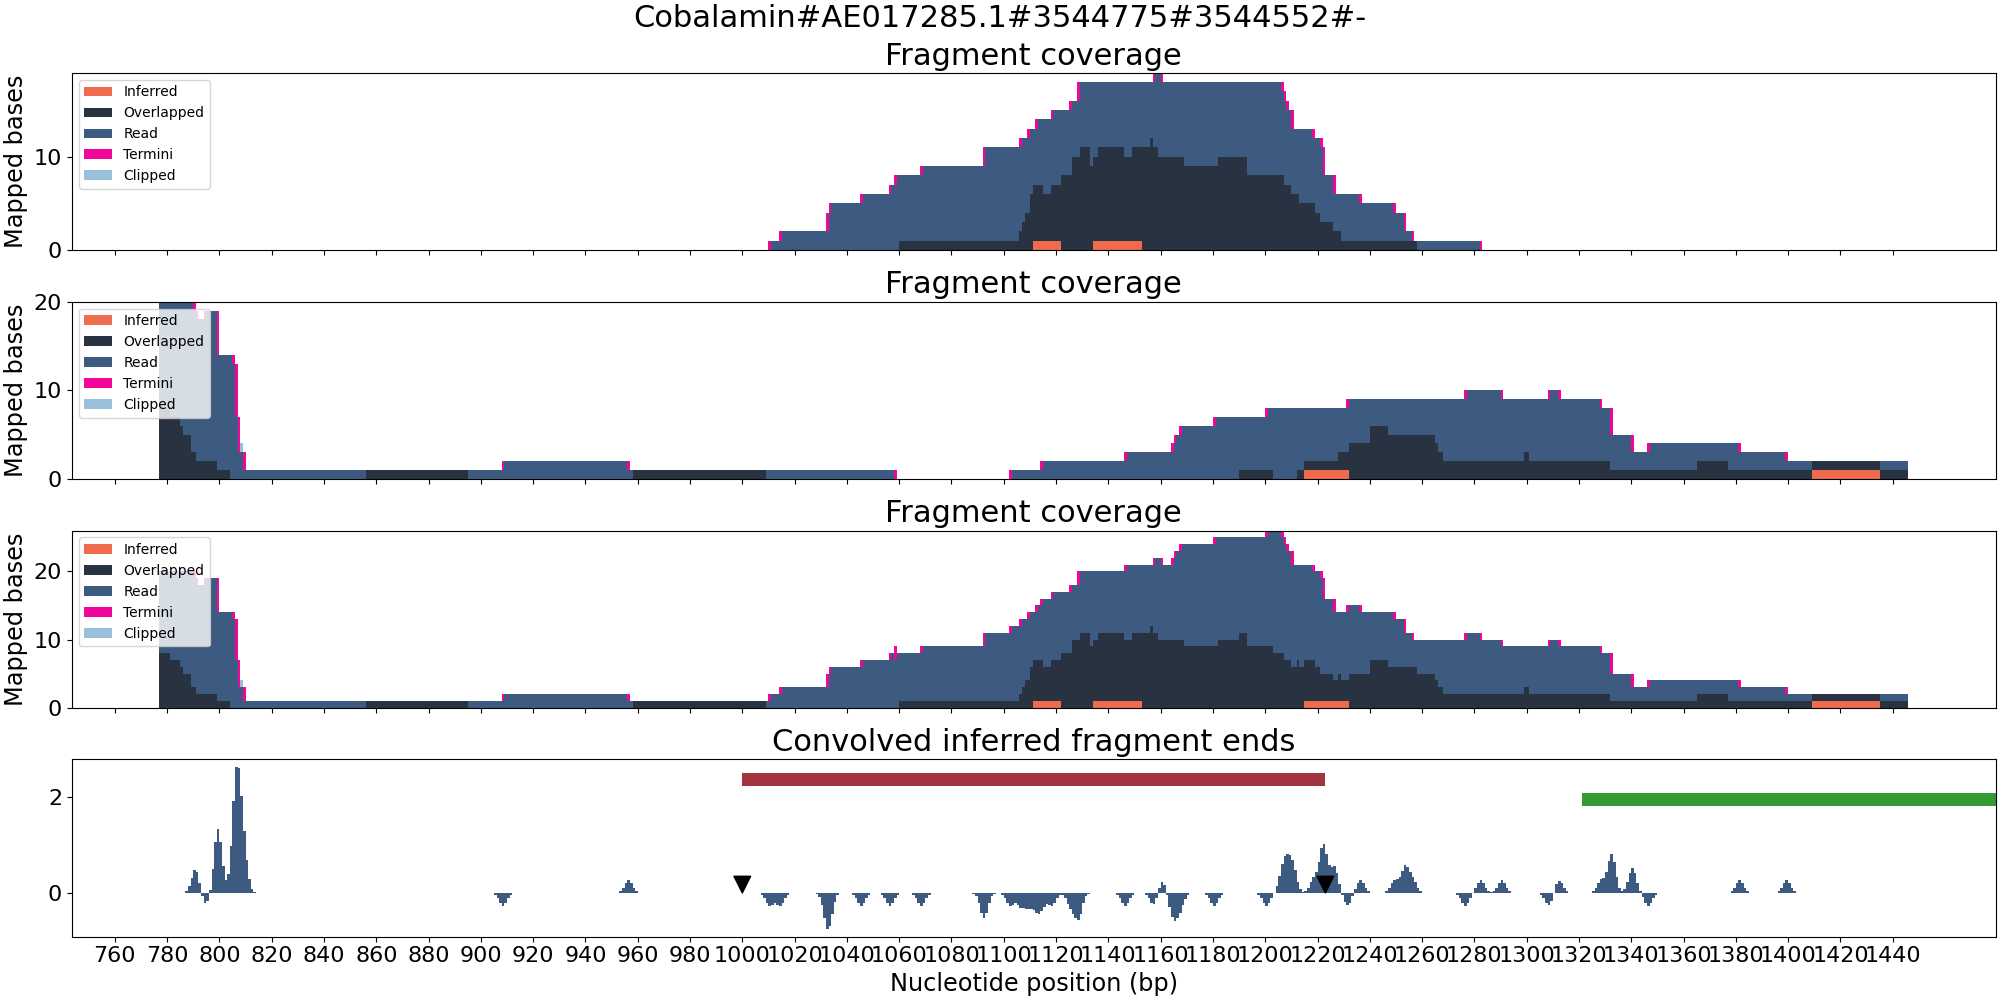 Cobalamin#AE017285.1#3544775#3544552#-
Fragment coverage
Mapped bases
10
0
Inferred
Overlapped
Read
Termini
Clipped
Fragment coverage
Mapped bases
20
10
0
Inferred
Overlapped
Read
Termini
Clipped
Fragment coverage
Mapped bases
20
10
0
Inferred
Overlapped
Read
Termini
Clipped
Convolved inferred fragment ends
2
0
760 780 800 820 840 860 880 900 920 940 960 980 1000 1020 1040 1060 1080 1100 1120 1140 1160 1180 1200 1220 1240 1260 1280 1300 1320 1340 1360 1380 1400 1420 1440
Nucleotide position (bp)